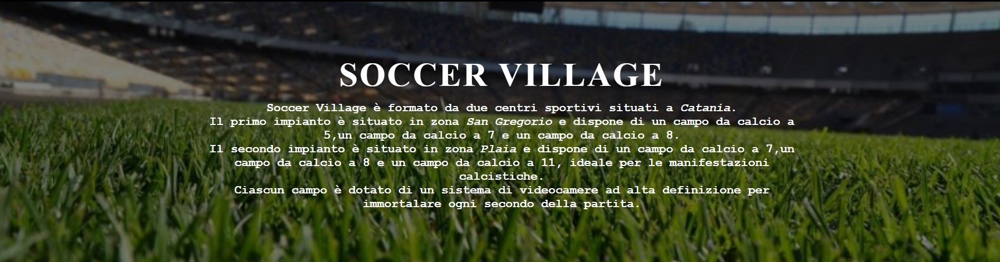 SOCCER VILLAGE
Soccer Village è formato da due centri sportivi situati a Catania.
Il primo impianto è situato in zona San Gregorio e dispone di un campo da calcio a
5,un campo da calcio a 7 e un campo da calcio a 8.
Il secondo impianto è situato in zona Plaia e dispone di un campo da calcio a 7,un
campo da calcio a 8 e un campo da calcio a 11, ideale per le manifestazioni
calcistiche.
Ciascun campo è dotato di un sistema di videocamere ad alta definizione per
immortalare ogni secondo della partita.